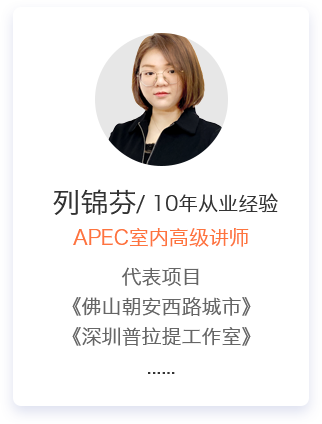 列锦芬/ 10年从业经验
APEC室内高级讲师
代表项目
《佛山朝安西路城市》
《深圳普拉提工作室》
......